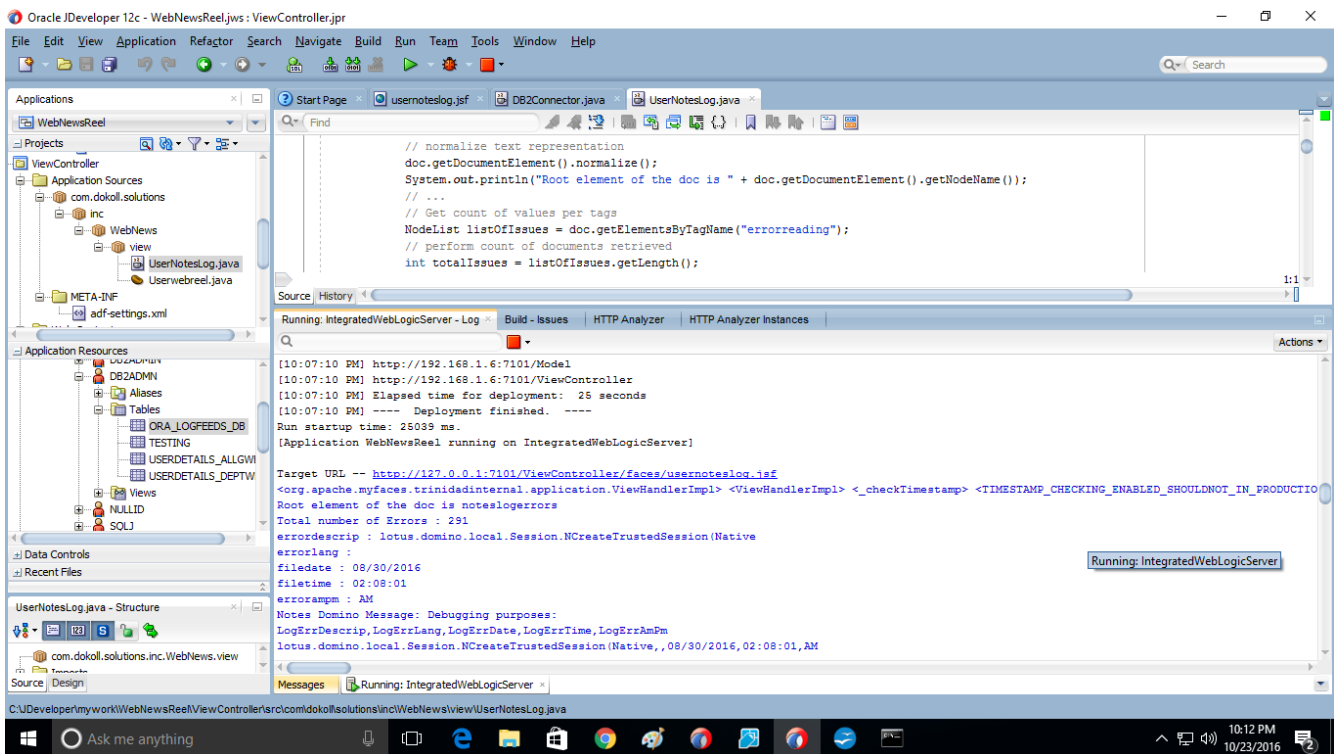 Oracle JDeveloper 12c - WebNewsReel.jws : ViewController.jpr
File Edit View Application Refactor Search Navigate Build Run Team Tools Window Help
Search
Applications
WebNewsReel
Projects
ViewController
Application Sources
com.dokoll.solutions
inc
WebNews
view
UserNotesLog.java
Userwebreel.java
META-INF
adf-settings.xml
Application Resources
DB2ADMIN
DB2ADMN
Aliases
Tables
ORA_LOGFEEDS_DB
TESTING
USERDETAILS_ALLGWI
USERDETAILS_DEPTW
Views
NULLID
SQLJ
Data Controls
Recent Files
UserNotesLog.java - Structure
com.dokoll.solutions.inc.WebNews.view
Imports
Source Design
Start Page usernoteslog.jsf DB2Connector.java UserNotesLog.java
Find
// normalize text representation
doc.getDocumentElement().normalize();
System.out.println("Root element of the doc is " + doc.getDocumentElement().getNodeName());
// ...
// Get count of values per tags
NodeList listOfIssues = doc.getElementsByTagName("errorreading");
// perform count of documents retrieved
int totalIssues = listOfIssues.getLength();
1:1
Source History
Running: IntegratedWebLogicServer - Log Build - Issues HTTP Analyzer HTTP Analyzer Instances
Actions
[10:07:10 PM] http://192.168.1.6:7101/Model
[10:07:10 PM] http://192.168.1.6:7101/ViewController
[10:07:10 PM] Elapsed time for deployment: 25 seconds
[10:07:10 PM] ---- Deployment finished. ----
Run startup time: 25039 ms.
[Application WebNewsReel running on IntegratedWebLogicServer]
Target URL -- http://127.0.0.1:7101/ViewController/faces/usernoteslog.jsf
<org.apache.myfaces.trinidadinternal.application.ViewHandlerImpl> <ViewHandlerImpl> <_checkTimestamp> <TIMESTAMP_CHECKING_ENABLED_SHOULDNOT_IN_PRODUCTIO
Root element of the doc is noteslogerrors
Total number of Errors : 291
errordescrip : lotus.domino.local.Session.NCreateTrustedSession(Native
errorlang :
filedate : 08/30/2016
filetime : 02:08:01
errorampm : AM
Notes Domino Message: Debugging purposes:
LogErrDescrip,LogErrLang,LogErrDate,LogErrTime,LogErrAmPm
lotus.domino.local.Session.NCreateTrustedSession(Native,,08/30/2016,02:08:01,AM
Running: IntegratedWebLogicServer
Messages Running: IntegratedWebLogicServer
C:\JDeveloper\mywork\WebNewsReel\ViewController\src\com\dokoll\solutions\inc\WebNews\view\UserNotesLog.java
Ask me anything
10:12 PM
10/23/2016
2